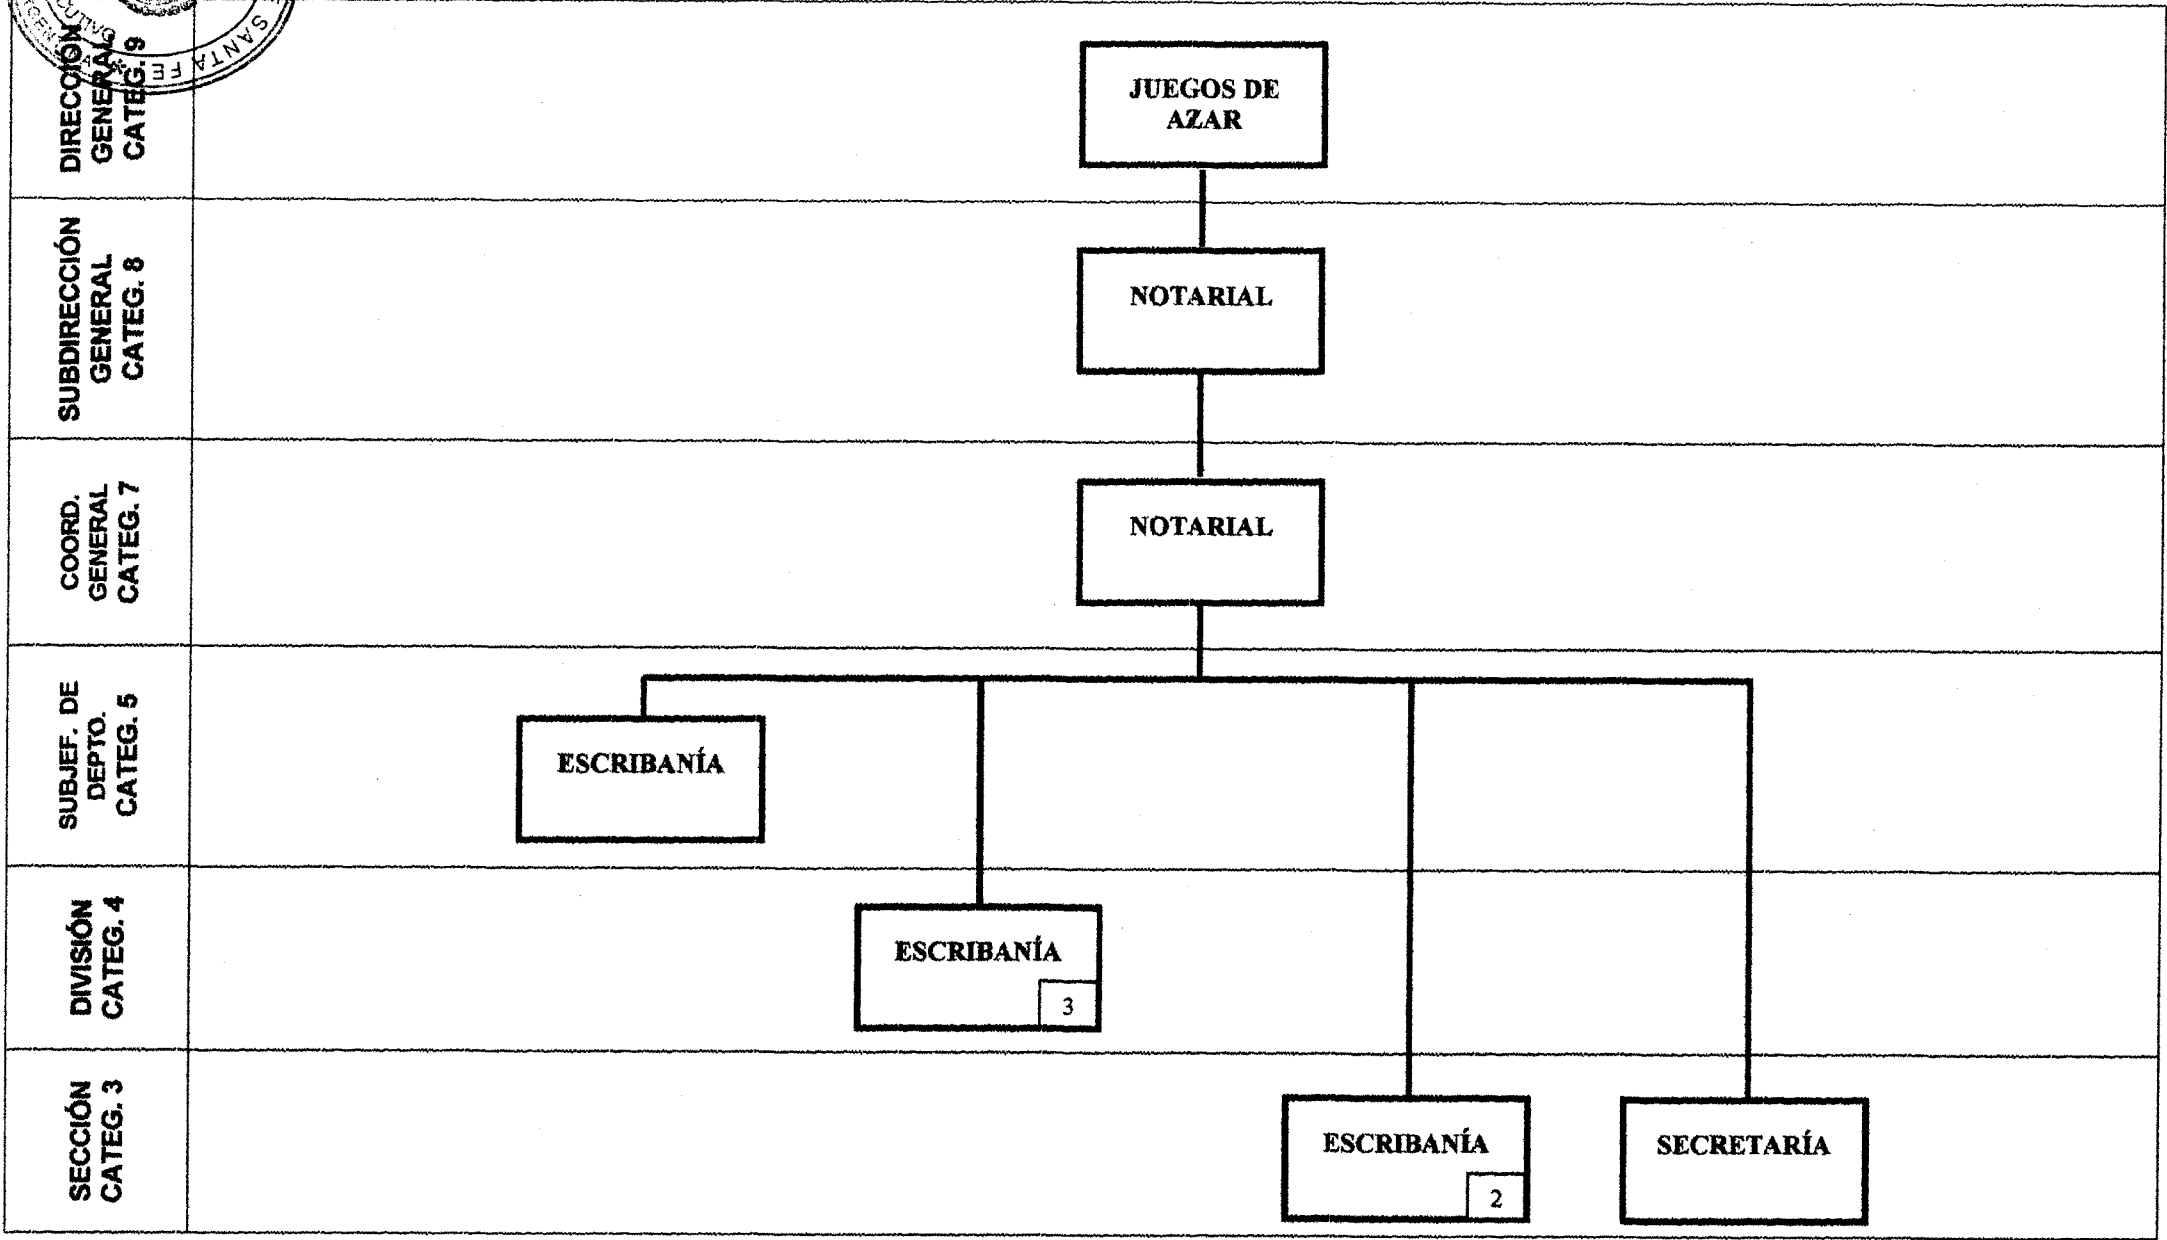 SANTA FE
DIRECCIÓN
GENERAL
CATEG. 9
JUEGOS DE
AZAR
SUBDIRECCIÓN
GENERAL
CATEG. 8
NOTARIAL
COORD.
GENERAL
CATEG. 7
NOTARIAL
SUBJEF. DE
DEPTO.
CATEG. 5
ESCRIBANÍA
DIVISIÓN
CATEG. 4
ESCRIBANÍA
3
SECCIÓN
CATEG. 3
ESCRIBANÍA
2
SECRETARÍA